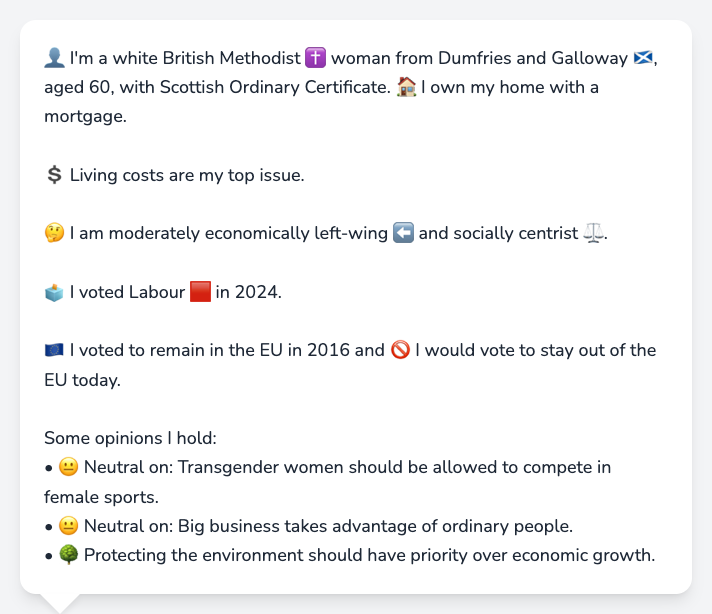 👤 I'm a white British Methodist ✝️ woman from Dumfries and Galloway 🏴󠁧󠁢󠁳󠁣󠁴󠁿,
aged 60, with Scottish Ordinary Certificate. 🏠 I own my home with a
mortgage.
💲 Living costs are my top issue.
🤔 I am moderately economically left-wing ⬅️ and socially centrist ⚖️.
🗳️ I voted Labour 🟥 in 2024.
🇪🇺 I voted to remain in the EU in 2016 and 🚫 I would vote to stay out of the
EU today.
Some opinions I hold:
• 😐 Neutral on: Transgender women should be allowed to compete in
female sports.
• 😐 Neutral on: Big business takes advantage of ordinary people.
• 🌳 Protecting the environment should have priority over economic growth.